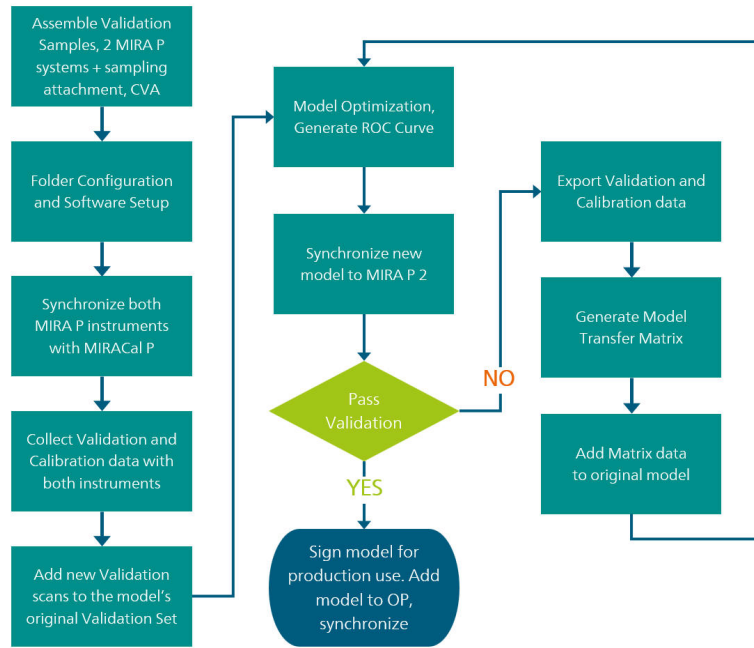 Assemble Validation
Samples, 2 MIRA P
systems + sampling
attachment, CVA
Folder Configuration
and Software Setup
Synchronize both
MIRA P instruments
with MIRACal P
Collect Validation and
Calibration data with
both instruments
Add new Validation
scans to the model’s
original Validation Set
Model Optimization,
Generate ROC Curve
Synchronize new
model to MIRA P 2
Pass
Validation
YES
Sign model for
production use. Add
model to OP,
synchronize
NO
Export Validation and
Calibration data
Generate Model
Transfer Matrix
Add Matrix data
to original model